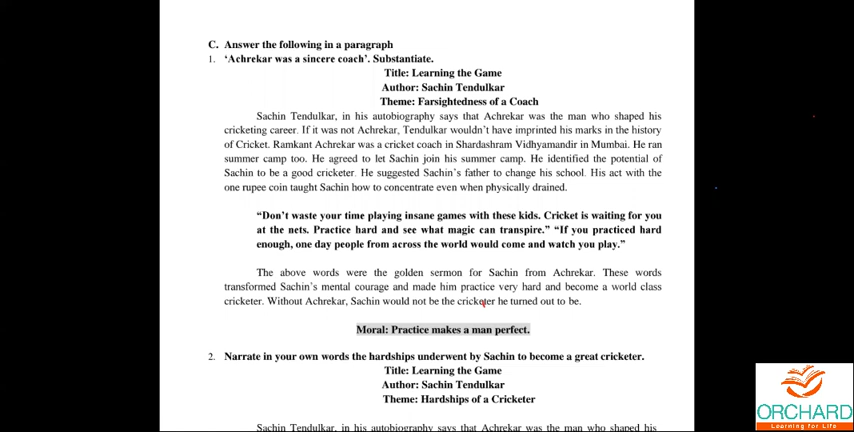 C. Answer the following in a paragraph
1. ‘Achrekar was a sincere coach’. Substantiate.
Title: Learning the Game
Author: Sachin Tendulkar
Theme: Farsightedness of a Coach
Sachin Tendulkar, in his autobiography says that Achrekar was the man who shaped his
cricketing career. If it was not Achrekar, Tendulkar wouldn’t have imprinted his marks in the history
of Cricket. Ramkant Achrekar was a cricket coach in Shardashram Vidhyamandir in Mumbai. He ran
summer camp too. He agreed to let Sachin join his summer camp. He identified the potential of
Sachin to be a good cricketer. He suggested Sachin’s father to change his school. His act with the
one rupee coin taught Sachin how to concentrate even when physically drained.
“Don’t waste your time playing insane games with these kids. Cricket is waiting for you
at the nets. Practice hard and see what magic can transpire.” “If you practiced hard
enough, one day people from across the world would come and watch you play.”
The above words were the golden sermon for Sachin from Achrekar. These words
transformed Sachin’s mental courage and made him practice very hard and become a world class
cricketer. Without Achrekar, Sachin would not be the cricketer he turned out to be.
Moral: Practice makes a man perfect.
2. Narrate in your own words the hardships underwent by Sachin to become a great cricketer.
Title: Learning the Game
Author: Sachin Tendulkar
Theme: Hardships of a Cricketer
Sachin Tendulkar, in his autobiography says that Achrekar was the man who shaped his
ORCHARD
Learning for Life